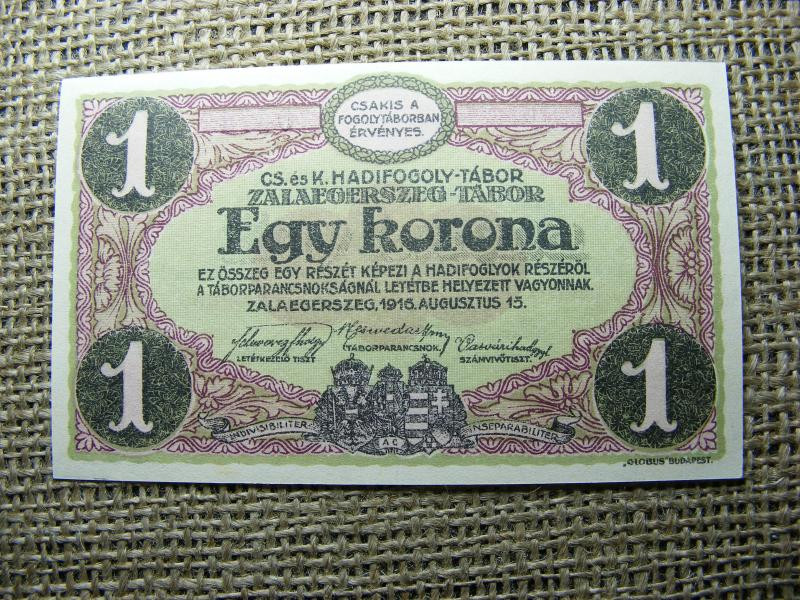 1 1
CSAKIS A
FOGOLYTÁBORBAN
ÉRVÉNYES.
CS. és K. HADIFOGOLY-TÁBOR
ZALAEGERSZEG-TÁBOR
Egy korona
EZ ÖSSZEG EGY RÉSZÉT KÉPEZI A HADIFOGLYOK RÉSZÉRŐL
A TÁBORPARANCSNOKSÁGNÁL LETÉTBE HELYEZETT VAGYONNAK.
ZALAEGERSZEG, 1916. AUGUSZTUS 15.
LETÉTKEZELŐ TISZT TÁBORPARANCSNOK. SZÁMVIVŐTISZT.
1 1
INDIVISIBILITER AC INSEPARABILITER
„GLOBUS" BUDAPEST.